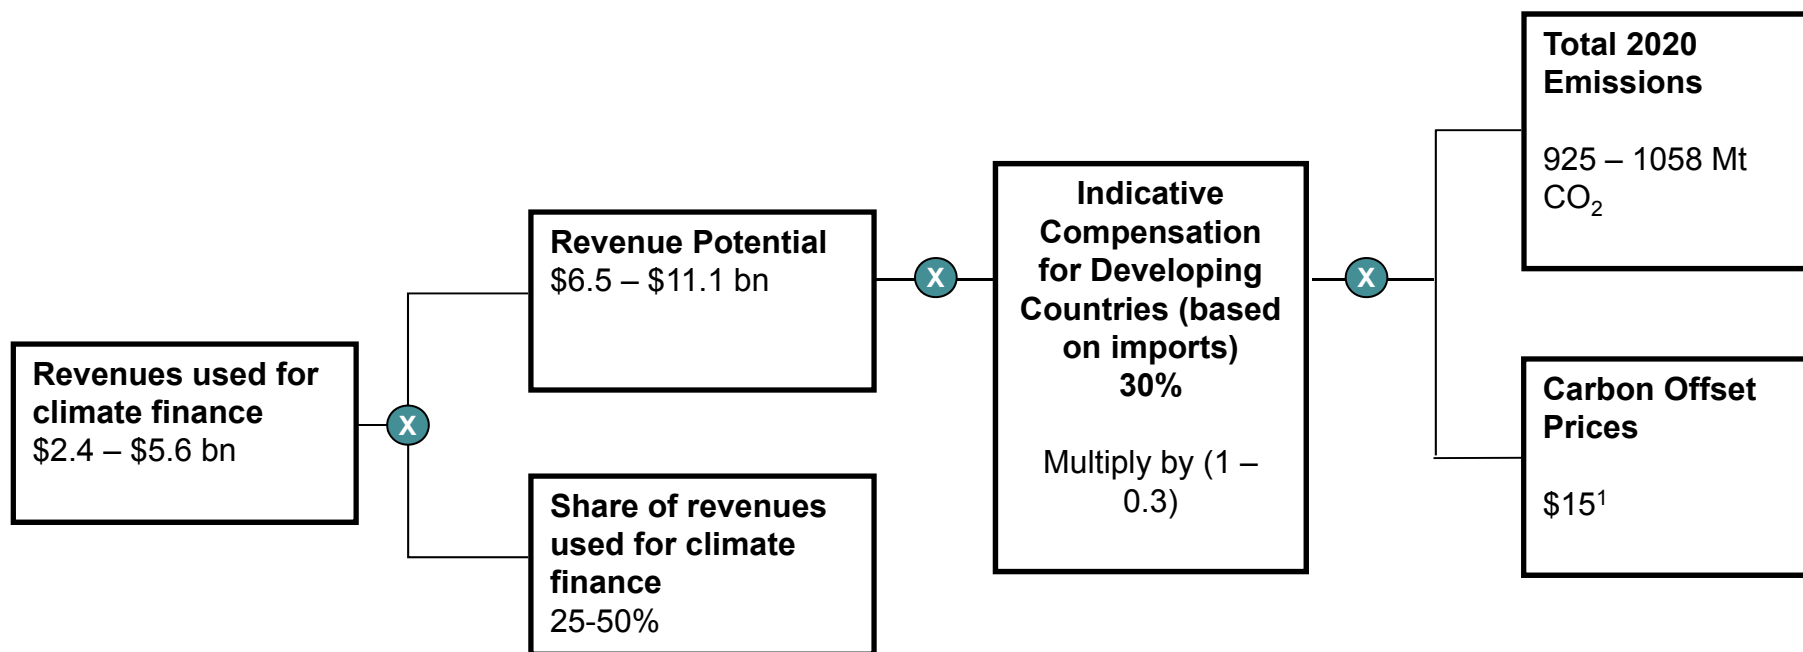 Revenues used for
climate finance
$2.4 – $5.6 bn
X
Revenue Potential
$6.5 – $11.1 bn
Share of revenues
used for climate
finance
25-50%
X
Indicative
Compensation
for Developing
Countries (based
on imports)
30%
Multiply by (1 –
0.3)
X
Total 2020
Emissions
925 – 1058 Mt
CO₂
Carbon Offset
Prices
$15¹